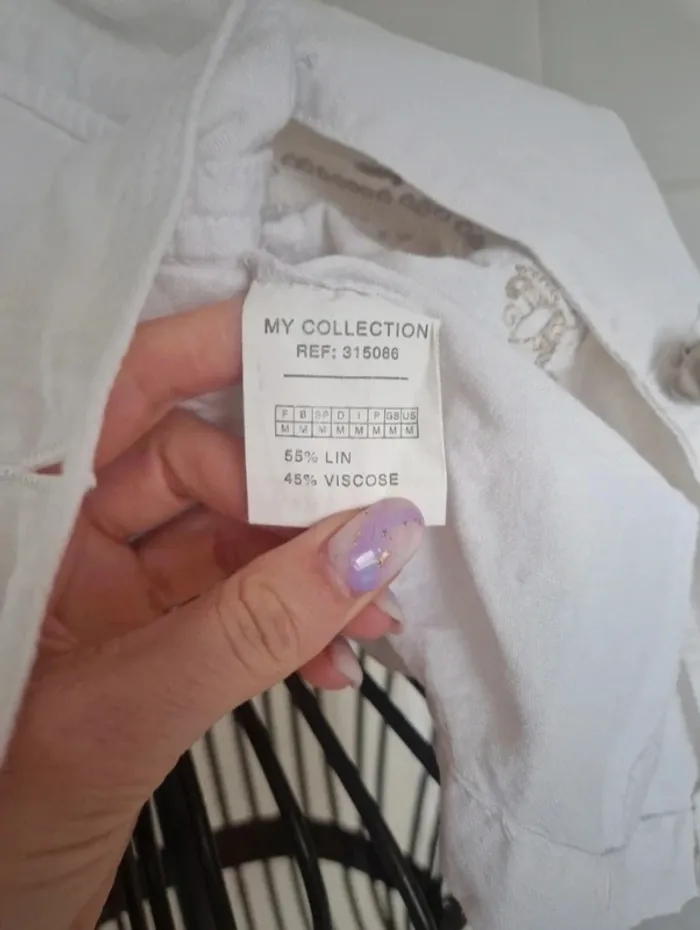 MY COLLECTION
REF: 315086
F B SP D I P GB US
M M M M M M M M
55% LIN
45% VISCOSE